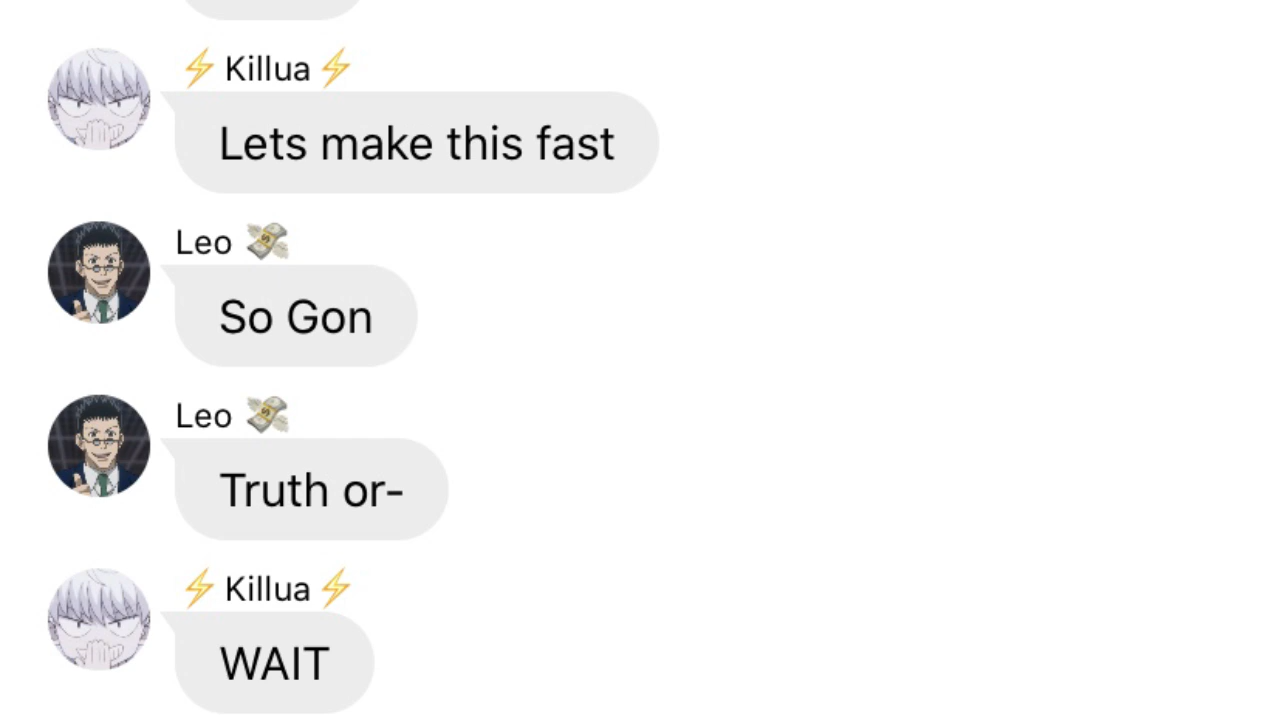 ⚡ Killua ⚡
Lets make this fast
Leo 💸
So Gon
Leo 💸
Truth or-
⚡ Killua ⚡
WAIT